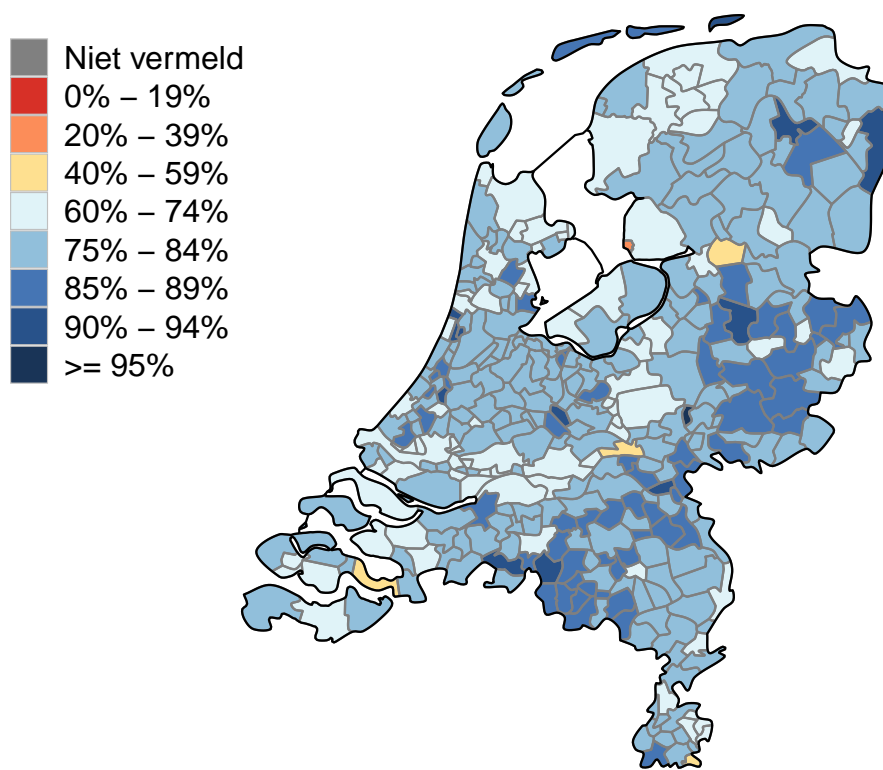 Niet vermeld
0% – 19%
20% – 39%
40% – 59%
60% – 74%
75% – 84%
85% – 89%
90% – 94%
>= 95%